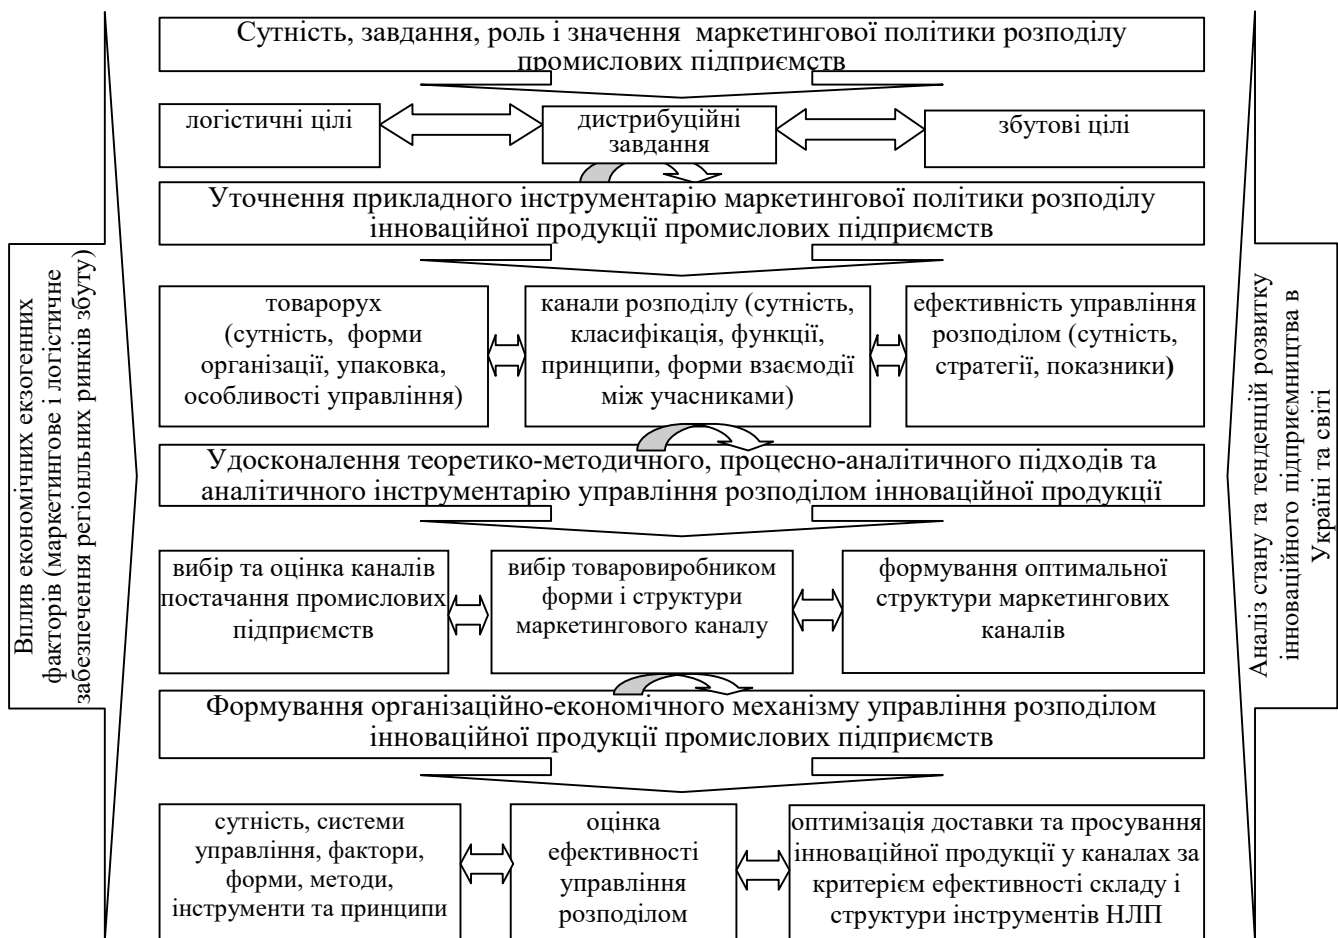 Сутність, завдання, роль і значення маркетингової політики розподілу
промислових підприємств
логістичні цілі
дистрибуційні
завдання
збутові цілі
Уточнення прикладного інструментарію маркетингової політики розподілу
інноваційної продукції промислових підприємств
товарорух
(сутність, форми
організації, упаковка,
особливості управління)
канали розподілу (сутність,
класифікація, функції,
принципи, форми взаємодії
між учасниками)
ефективність управління
розподілом (сутність,
стратегії, показники)
Удосконалення теоретико-методичного, процесно-аналітичного підходів та
аналітичного інструментарію управління розподілом інноваційної продукції
вибір та оцінка каналів
постачання промислових
підприємств
вибір товаровиробником
форми і структури
маркетингового каналу
формування оптимальної
структури маркетингових
каналів
Формування організаційно-економічного механізму управління розподілом
інноваційної продукції промислових підприємств
сутність, системи
управління, фактори,
форми, методи,
інструменти та принципи
оцінка
ефективності
управління
розподілом
оптимізація доставки та просування
інноваційної продукції у каналах за
критерієм ефективності складу і
структури інструментів НЛП
Вплив економічних екзогенних
факторів (маркетингове і логістичне
забезпечення регіональних ринків збуту)
Аналіз стану та тенденцій розвитку
інноваційного підприємництва в
Україні та світі